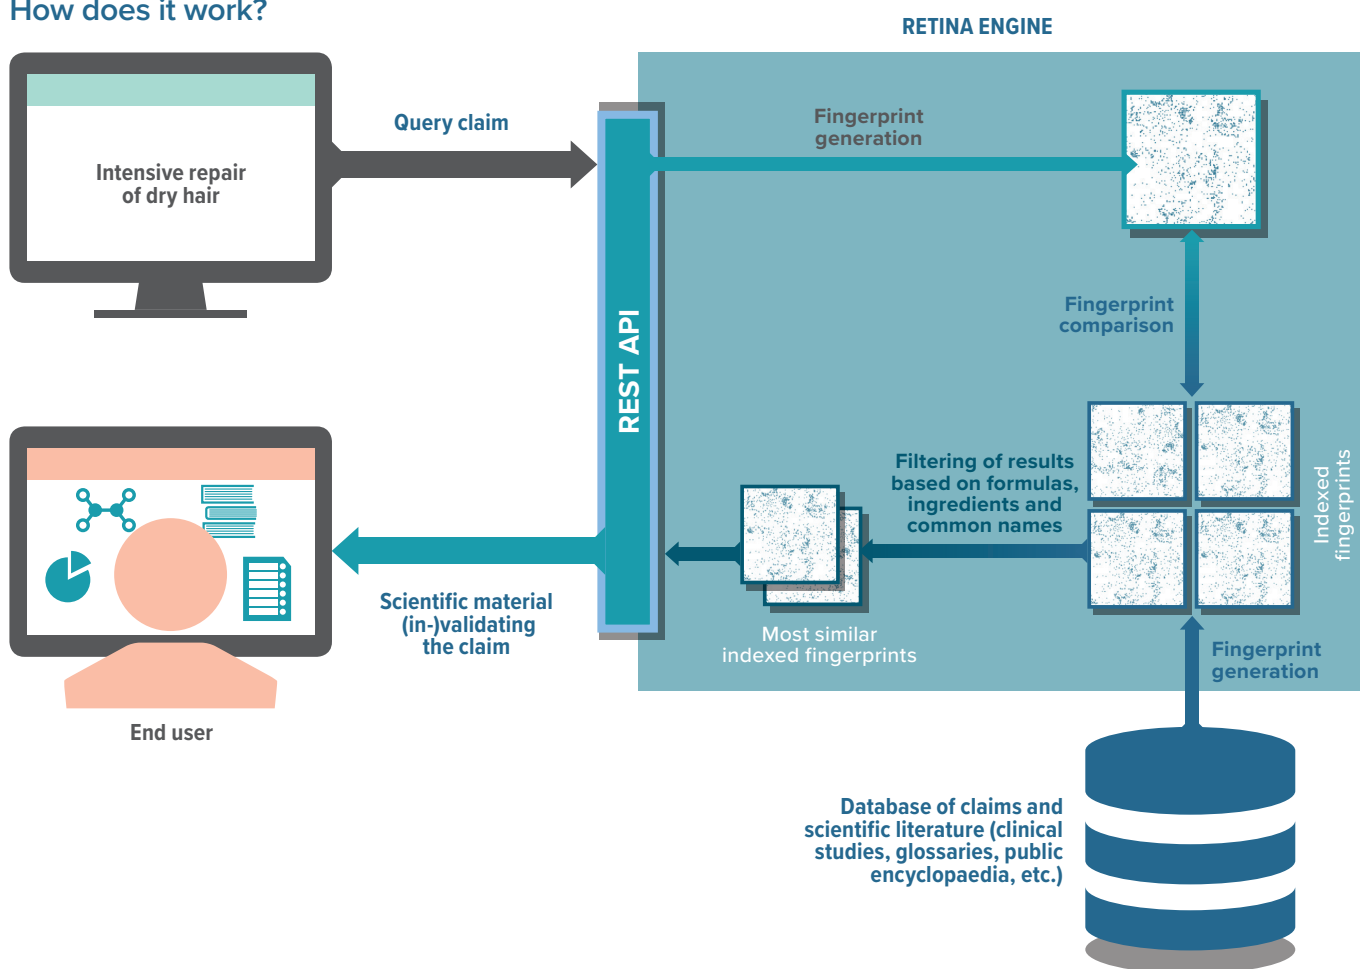 How does it work?
RETINA ENGINE
Query claim
Intensive repair
of dry hair
Fingerprint
generation
REST API
Fingerprint
comparison
Filtering of results
based on formulas,
ingredients and
common names
Indexed
fingerprints
Most similar
indexed fingerprints
Scientific material
(in-)validating
the claim
Fingerprint
generation
End user
Database of claims and
scientific literature (clinical
studies, glossaries, public
encyclopaedia, etc.)